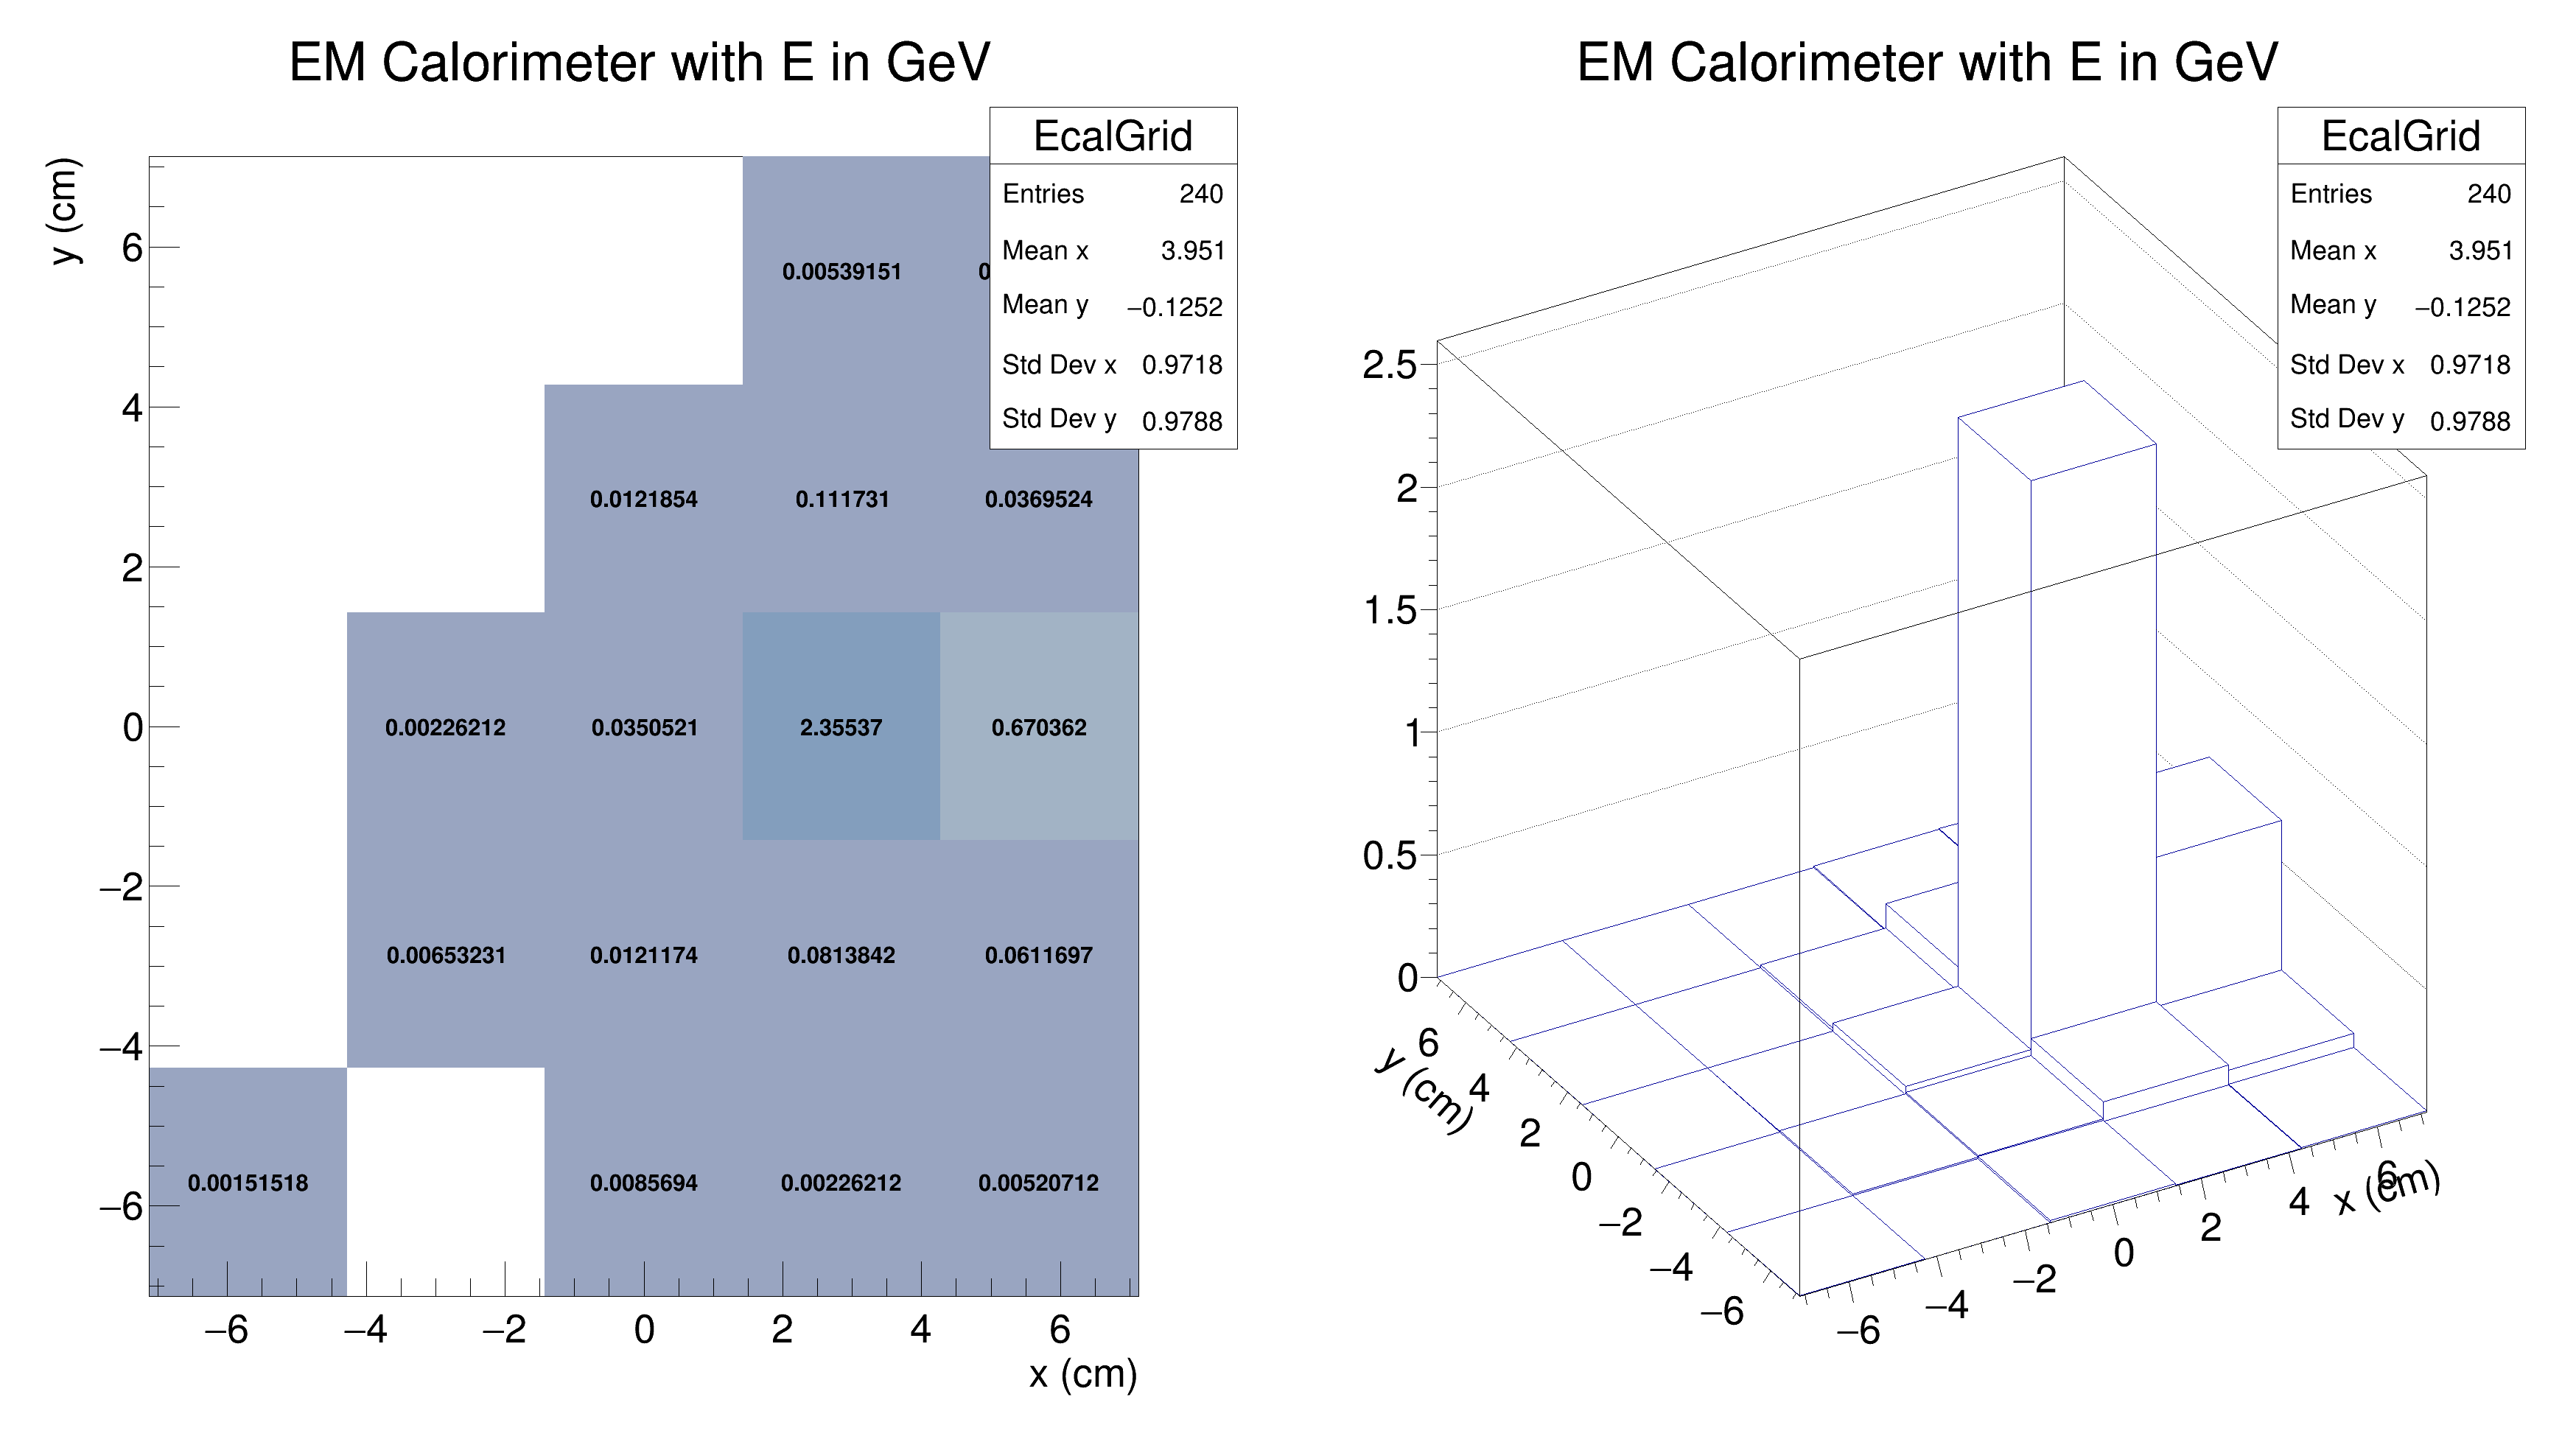 EM Calorimeter with E in GeV
EcalGrid
Entries 240
Mean x 3.951
Mean y −0.1252
Std Dev x 0.9718
Std Dev y 0.9788
y (cm)
6
4
2
0
−2
−4
−6
0.00539151
0.0121854 0.111731 0.0369524
0.00226212 0.0350521 2.35537 0.670362
0.00653231 0.0121174 0.0813842 0.0611697
0.00151518 0.0085694 0.00226212 0.00520712
−6 −4 −2 0 2 4 6
x (cm)
EM Calorimeter with E in GeV
EcalGrid
Entries 240
Mean x 3.951
Mean y −0.1252
Std Dev x 0.9718
Std Dev y 0.9788
2.5
2
1.5
1
0.5
0
6
4
2
0
−2
−4
−6
y (cm)
−6
−4
−2
0
2
4
6
x (cm)